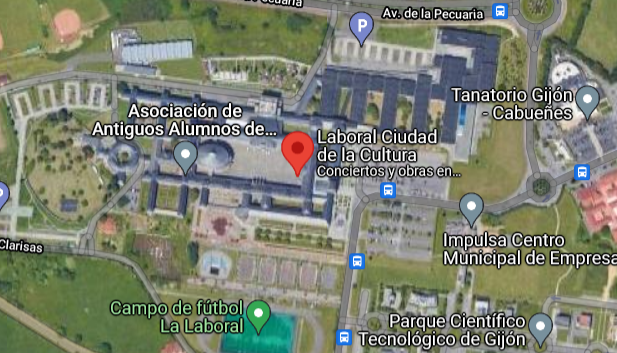 Av. de la Pecuaria
P
Tanatorio Gijón
- Cabueñes
Asociación de
Antiguos Alumnos de...
Laboral Ciudad
de la Cultura
Conciertos y obras en...
P
Clarisas
Impulsa Centro
Municipal de Empresa
Campo de fútbol
La Laboral
Parque Científico
Tecnológico de Gijón